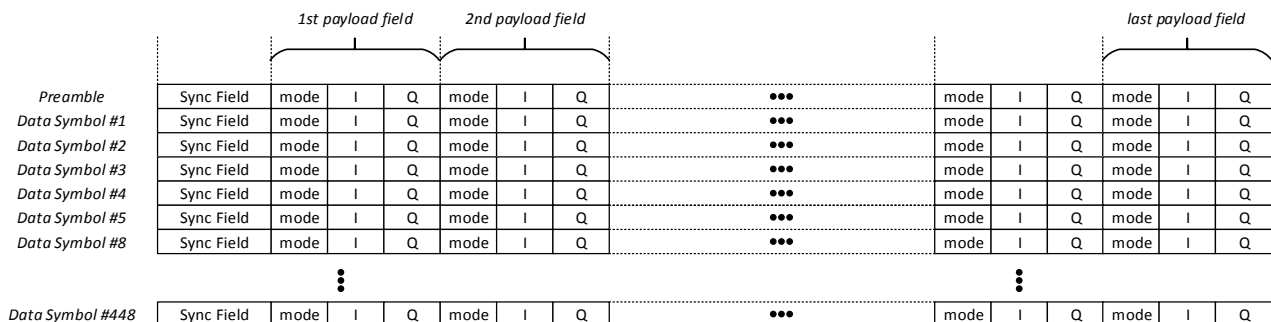 1st payload field 2nd payload field last payload field
Preamble Sync Field mode I Q mode I Q ●●● mode I Q mode I Q
Data Symbol #1 Sync Field mode I Q mode I Q ●●● mode I Q mode I Q
Data Symbol #2 Sync Field mode I Q mode I Q ●●● mode I Q mode I Q
Data Symbol #3 Sync Field mode I Q mode I Q ●●● mode I Q mode I Q
Data Symbol #4 Sync Field mode I Q mode I Q ●●● mode I Q mode I Q
Data Symbol #5 Sync Field mode I Q mode I Q ●●● mode I Q mode I Q
Data Symbol #8 Sync Field mode I Q mode I Q ●●● mode I Q mode I Q
Data Symbol #448 Sync Field mode I Q mode I Q ●●● mode I Q mode I Q